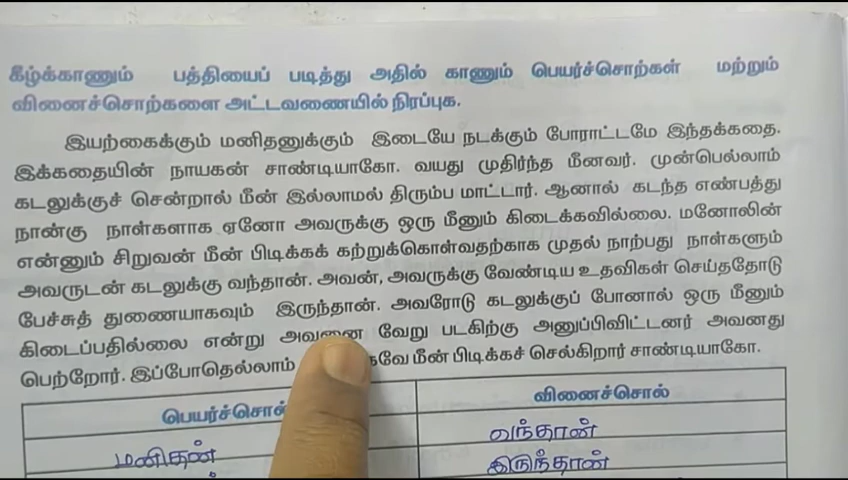 கீழ்க்காணும் பத்தியைப் படித்து அதில் காணும் பெயர்ச்சொற்கள் மற்றும்
வினைச்சொற்களை அட்டவணையில் நிரப்புக.
இயற்கைக்கும் மனிதனுக்கும் இடையே நடக்கும் போராட்டமே இந்தக்கதை.
இக்கதையின் நாயகன் சாண்டியாகோ. வயது முதிர்ந்த மீனவர். முன்பெல்லாம்
கடலுக்குச் சென்றால் மீன் இல்லாமல் திரும்ப மாட்டார். ஆனால் கடந்த எண்பத்து
நான்கு நாள்களாக ஏனோ அவருக்கு ஒரு மீனும் கிடைக்கவில்லை. மனோலின்
என்னும் சிறுவன் மீன் பிடிக்கக் கற்றுக்கொள்வதற்காக முதல் நாற்பது நாள்களும்
அவருடன் கடலுக்கு வந்தான். அவன், அவருக்கு வேண்டிய உதவிகள் செய்ததோடு
பேச்சுத் துணையாகவும் இருந்தான். அவரோடு கடலுக்குப் போனால் ஒரு மீனும்
கிடைப்பதில்லை என்று அவனை வேறு படகிற்கு அனுப்பிவிட்டனர் அவனது
பெற்றோர். இப்போதெல்லாம் மீன் பிடிக்கச் செல்கிறார் சாண்டியாகோ.
பெயர்ச்சொல் வினைச்சொல்
மனிதன் வந்தான்
இருந்தான்